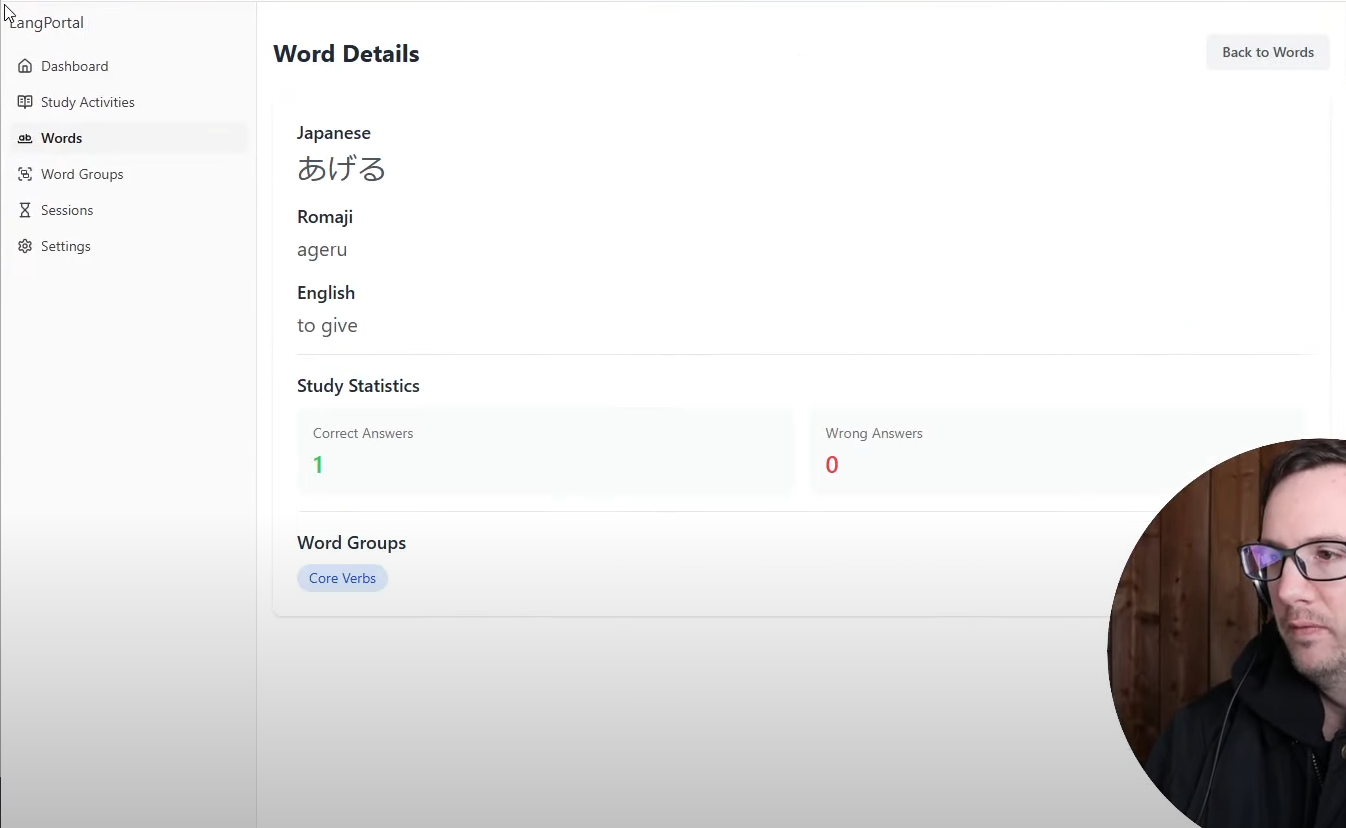 LangPortal
Dashboard
Study Activities
Words
Word Groups
Sessions
Settings
Word Details
Back to Words
Japanese
あげる
Romaji
ageru
English
to give
Study Statistics
Correct Answers
1
Wrong Answers
0
Word Groups
Core Verbs